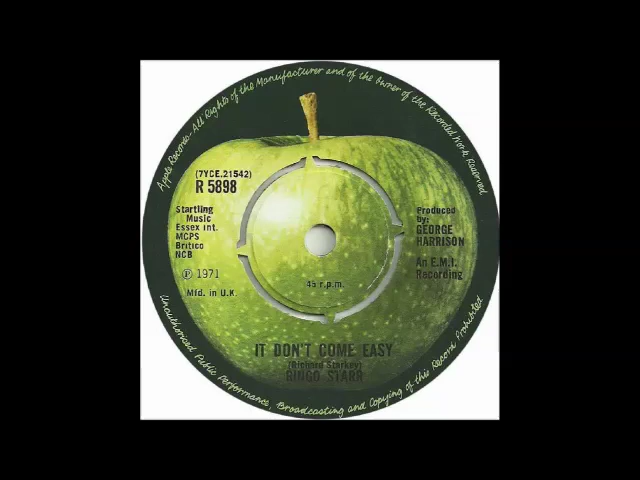 Apple Records-All Rights of the Manufacturer and of the Owner of the Recorded Work Reserved
(7YCE.21542)
R 5898
Startling
Music
Essex int.
MCPS
Britico
NCB
Ⓟ 1971
Mfd. in U.K.
Produced
by:
GEORGE
HARRISON
An E.M.I.
Recording
45 r.p.m.
IT DON'T COME EASY
(Richard Starkey)
RINGO STARR
Unauthorised Public Performance, Broadcasting and Copying of this Record Prohibited